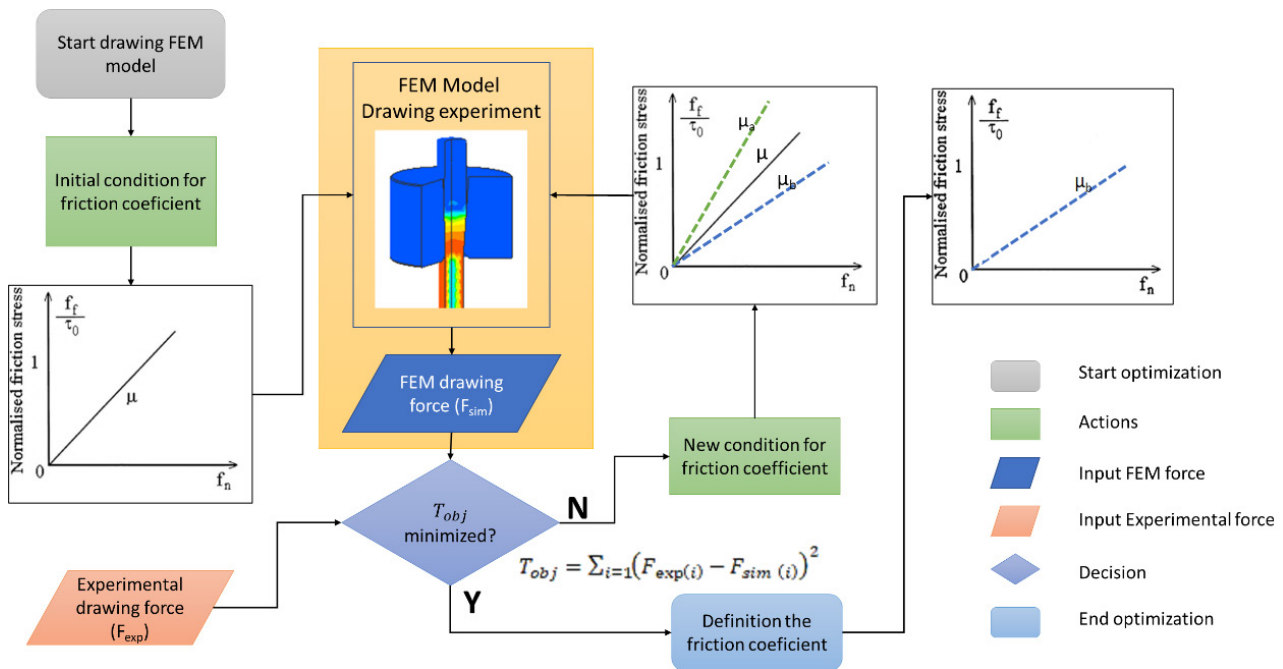 Start drawing FEM
model
Initial condition for
friction coeficient
Normalised friction stress
f_f
τ_0
1
μ
0
f_n
FEM Model
Drawing experiment
FEM drawing
force (F_sim)
T_obj
minimized?
N
Y
T_obj = ∑_{i=1}(F_exp(i) − F_sim (i))^2
Experimental
drawing force
(F_exp)
Normalised friction stress
f_f
τ_0
1
μ_a
μ
μ_b
0
f_n
New condition for
friction coefficient
Definition the
friction coeficient
Normalised friction stress
f_f
τ_0
1
μ_b
0
f_n
Start optimization
Actions
Input FEM force
Input Experimental force
Decision
End optimization